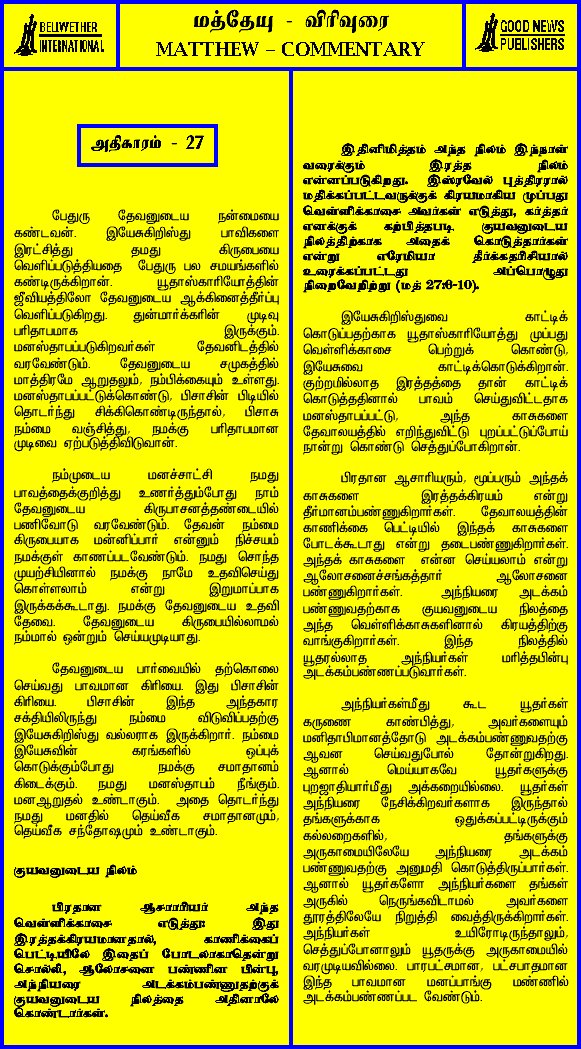 BELIWETHER
INTERNATIONAL
மத்தேயு - விரிவுரை
MATTHEW – COMMENTARY
GOOD NEWS
PUBLISHERS
அதிகாரம் - 27
பேதுரு தேவனுடைய நன்மையை
கண்டவன். இயேசுகிறிஸ்து பாவிகளை
இரட்சித்து தமது கிருபையை
வெளிப்படுத்தியதை பேதுரு பல சமயங்களில்
கண்டிருக்கிறான். யூதாஸ்காரியோத்தின்
ஜீவியத்திலோ தேவனுடைய ஆக்கினைத்தீர்ப்பு
வெளிப்படுகிறது. துன்மார்க்கரின் முடிவு
பரிதாபமாக இருக்கும்.
மனஸ்தாபப்படுகிறவர்கள் தேவனிடத்தில்
வரவேண்டும். தேவனுடைய சமுகத்தில்
மாத்திரமே ஆறுதலும், நம்பிக்கையும் உள்ளது.
மனஸ்தாபப்பட்டுக்கொண்டு, பிசாசின் பிடியில்
தொடர்ந்து சிக்கிகொண்டிருந்தால், பிசாசு
நம்மை வஞ்சித்து, நமக்கு பரிதாபமான
முடிவை ஏற்படுத்திவிடுவான்.
நம்முடைய மனச்சாட்சி நமது
பாவத்தைக்குறித்து உணர்த்தும்போது நாம்
தேவனுடைய கிருபாசனத்தண்டையில்
பணிவோடு வரவேண்டும். தேவன் நம்மை
கிருபையாக மன்னிப்பார் என்னும் நிச்சயம்
நமக்குள் காணப்படவேண்டும். நமது சொந்த
முயற்சியினால் நமக்கு நாமே உதவிசெய்து
கொள்ளலாம் என்று இறுமாப்பாக
இருக்கக்கூடாது. நமக்கு தேவனுடைய உதவி
தேவை. தேவனுடைய கிருபையில்லாமல்
நம்மால் ஒன்றும் செய்யமுடியாது.
தேவனுடைய பார்வையில் தற்கொலை
செய்வது பாவமான கிரியை. இது பிசாசின்
கிரியை. பிசாசின் இந்த அந்தகார
சக்தியிலிருந்து நம்மை விடுவிப்பதற்கு
இயேசுகிறிஸ்து வல்லராக இருக்கிறார். நம்மை
இயேசுவின் கரங்களில் ஒப்புக்
கொடுக்கும்போது நமக்கு சமாதானம்
கிடைக்கும். நமது மனஸ்தாபம் நீங்கும்.
மனஆறுதல் உண்டாகும். அதை தொடர்ந்து
நமது மனதில் தெய்வீக சமாதானமும்,
தெய்வீக சந்தோஷமும் உண்டாகும்.
குயவனுடைய நிலம்
பிரதான ஆசாரியர் அந்த
வெள்ளிக்காசை எடுத்து: இது
இரத்தக்கிரயமானதால், காணிக்கைப்
பெட்டியிலே இதைப் போடலாகாதென்று
சொல்லி, ஆலோசனை பண்ணின பின்பு,
அந்நியரை அடக்கம்பண்ணுதற்குக்
குயவனுடைய நிலத்தை அதினாலே
கொண்டார்கள்.
இதினிமித்தம் அந்த நிலம் இந்நாள்
வரைக்கும் இரத்த நிலம்
என்னப்படுகிறது. இஸ்ரவேல் புத்திரரால்
மதிக்கப்பட்டவருக்குக் கிரயமாகிய முப்பது
வெள்ளிக்காசை அவர்கள் எடுத்து, கர்த்தர்
எனக்குக் கற்பித்தபடி குயவனுடைய
நிலத்திற்காக அதைக் கொடுத்தார்கள்
என்று எரேமியா தீர்க்கதரிசியால்
உரைக்கப்பட்டது அப்பொழுது
நிறைவேறிற்று (மத் 27:6-10).
இயேசுகிறிஸ்துவை காட்டிக்
கொடுப்பதற்காக யூதாஸ்காரியோத்து முப்பது
வெள்ளிக்காசை பெற்றுக் கொண்டு,
இயேசுவை காட்டிக்கொடுக்கிறான்.
குற்றமில்லாத இரத்தத்தை தான் காட்டிக்
கொடுத்ததினால் பாவம் செய்துவிட்டதாக
மனஸ்தாபப்பட்டு, அந்த காசுகளை
தேவாலயத்தில் எறிந்துவிட்டு புறப்பட்டுப்போய்
நான்று கொண்டு செத்துப்போகிறான்.
பிரதான ஆசாரியரும், மூப்பரும் அந்தக்
காசுகளை இரத்தக்கிரயம் என்று
தீர்மானம்பண்ணுகிறார்கள். தேவாலயத்தின்
காணிக்கை பெட்டியில் இந்தக் காசுகளை
போடக்கூடாது என்று தடைபண்ணுகிறார்கள்.
அந்தக் காசுகளை என்ன செய்யலாம் என்று
ஆலோசனைச்சங்கத்தார் ஆலோசனை
பண்ணுகிறார்கள். அந்நியரை அடக்கம்
பண்ணுவதற்காக குயவனுடைய நிலத்தை
அந்த வெள்ளிக்காசுகளினால் கிரயத்திற்கு
வாங்குகிறார்கள். இந்த நிலத்தில்
யூதரல்லாத அந்நியர்கள் மரித்தபின்பு
அடக்கம்பண்ணப்படுவார்கள்.
அந்நியர்கள்மீது கூட யூதர்கள்
கருணை காண்பித்து, அவர்களையும்
மனிதாபிமானத்தோடு அடக்கம்பண்ணுவதற்கு
ஆவன செய்வதுபோல் தோன்றுகிறது.
ஆனால் மெய்யாகவே யூதர்களுக்கு
புறஜாதியார்மீது அக்கறையில்லை. யூதர்கள்
அந்நியரை நேசிக்கிறவர்களாக இருந்தால்
தங்களுக்காக ஒதுக்கப்பட்டிருக்கும்
கல்லறைகளில், தங்களுக்கு
அருகாமையிலேயே அந்நியரை அடக்கம்
பண்ணுவதற்கு அனுமதி கொடுத்திருப்பார்கள்.
ஆனால் யூதர்களோ அந்நியர்களை தங்கள்
அருகில் நெருங்கவிடாமல் அவர்களை
தூரத்திலேயே நிறுத்தி வைத்திருக்கிறார்கள்.
அந்நியர்கள் உயிரோடிருந்தாலும்,
செத்துப்போனாலும் யூதருக்கு அருகாமையில்
வரமுடியவில்லை. பாரபட்சமான, பட்சபாதமான
இந்த பாவமான மனப்பாங்கு மண்ணில்
அடக்கம்பண்ணப்பட வேண்டும்.